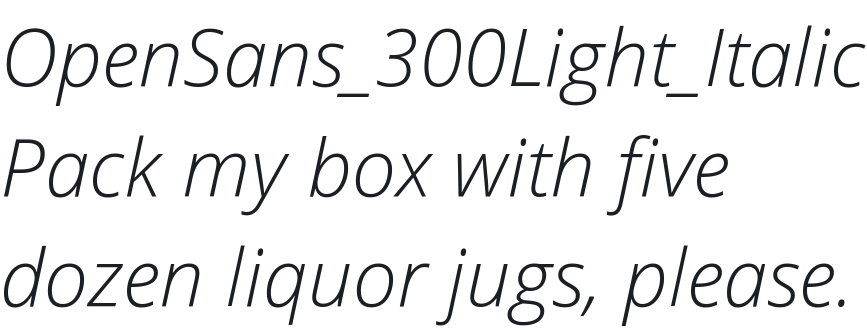 OpenSans_300Light_Italic
Pack my box with five
dozen liquor jugs, please.